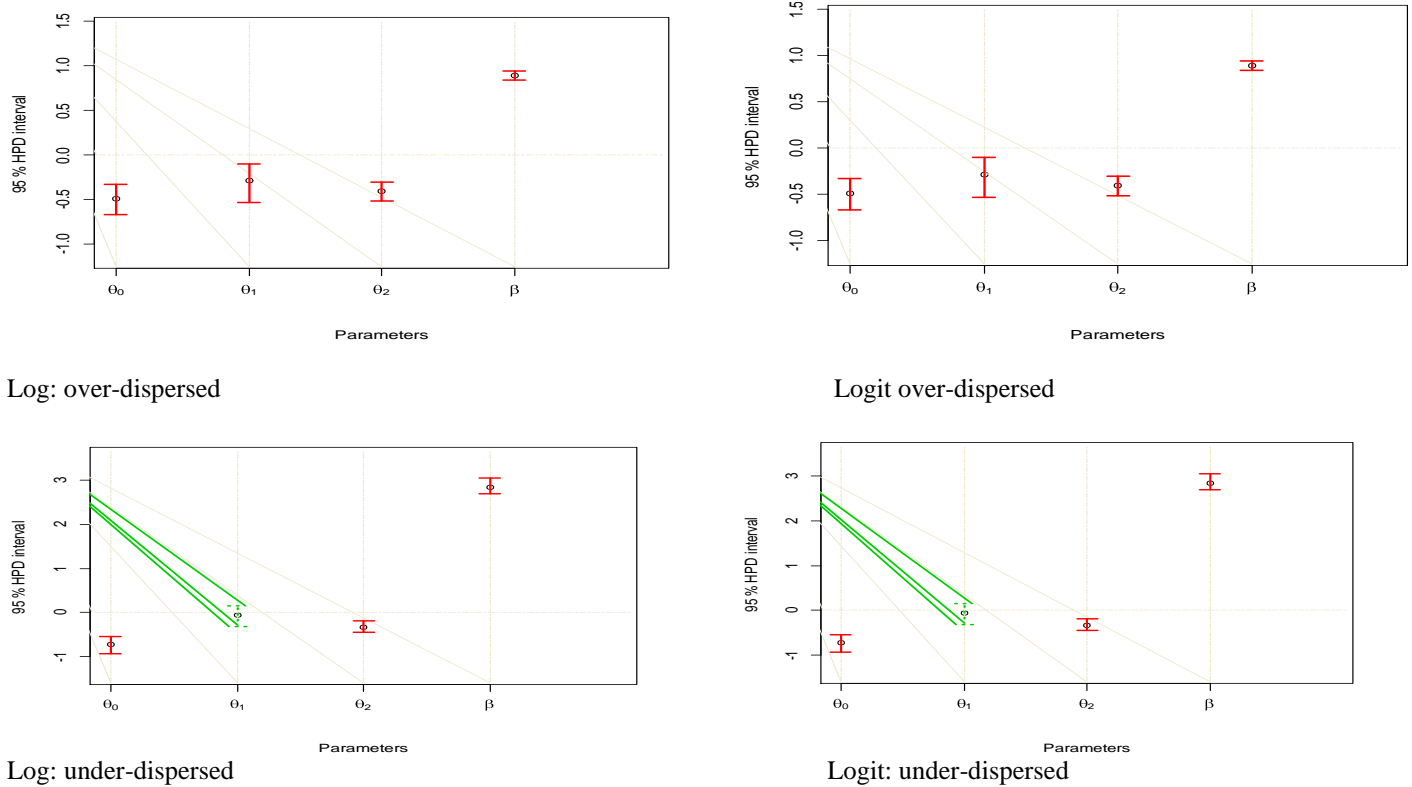 95 % HPD interval
1.5
1.0
0.5
0.0
-0.5
-1.0
θ0 θ1 θ2 β
Parameters
Log: over-dispersed
95 % HPD interval
1.5
1.0
0.5
0.0
-0.5
-1.0
θ0 θ1 θ2 β
Parameters
Logit over-dispersed
95 % HPD interval
3
2
1
0
-1
θ0 θ1 θ2 β
Parameters
Log: under-dispersed
95 % HPD interval
3
2
1
0
-1
θ0 θ1 θ2 β
Parameters
Logit: under-dispersed